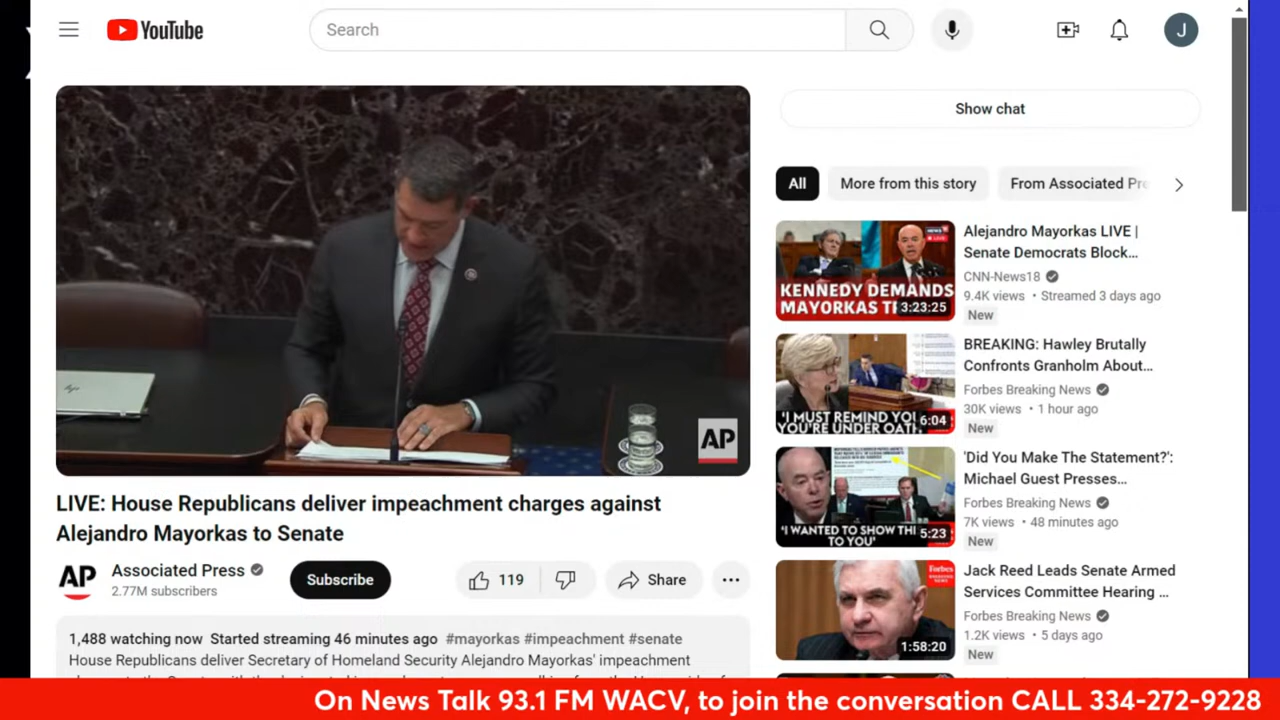 YouTube
Search
J
Show chat
All
More from this story
From Associated Pre
AP
LIVE: House Republicans deliver impeachment charges against
Alejandro Mayorkas to Senate
AP
Associated Press
2.77M subscribers
Subscribe
119
Share
1,488 watching now Started streaming 46 minutes ago #mayorkas #impeachment #senate
House Republicans deliver Secretary of Homeland Security Alejandro Mayorkas' impeachment
NEWS
LIVE
KENNEDY DEMANDS
MAYORKAS
3:23:25
Alejandro Mayorkas LIVE |
Senate Democrats Block...
CNN-News18
9.4K views • Streamed 3 days ago
New
'I MUST REMIND YOU
YOU'RE UNDER OATH
6:04
BREAKING: Hawley Brutally
Confronts Granholm About...
Forbes Breaking News
30K views • 1 hour ago
New
'I WANTED TO SHOW THI
TO YOU'
5:23
'Did You Make The Statement?':
Michael Guest Presses...
Forbes Breaking News
7K views • 48 minutes ago
New
Forbes
1:58:20
Jack Reed Leads Senate Armed
Services Committee Hearing ...
Forbes Breaking News
1.2K views • 5 days ago
New
On News Talk 93.1 FM WACV, to join the conversation CALL 334-272-9228